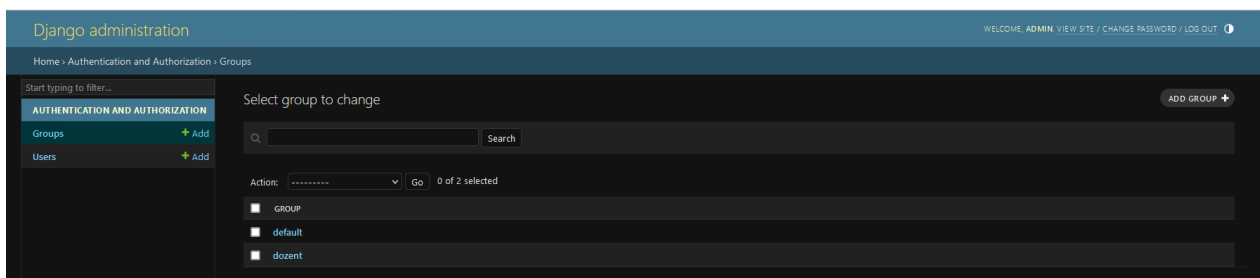 Django administration
WELCOME, ADMIN. VIEW SITE / CHANGE PASSWORD / LOG OUT
Home › Authentication and Authorization › Groups
Start typing to filter...
AUTHENTICATION AND AUTHORIZATION
Groups + Add
Users + Add
Select group to change
ADD GROUP +
Search
Action: --------- Go 0 of 2 selected
GROUP
default
dozent